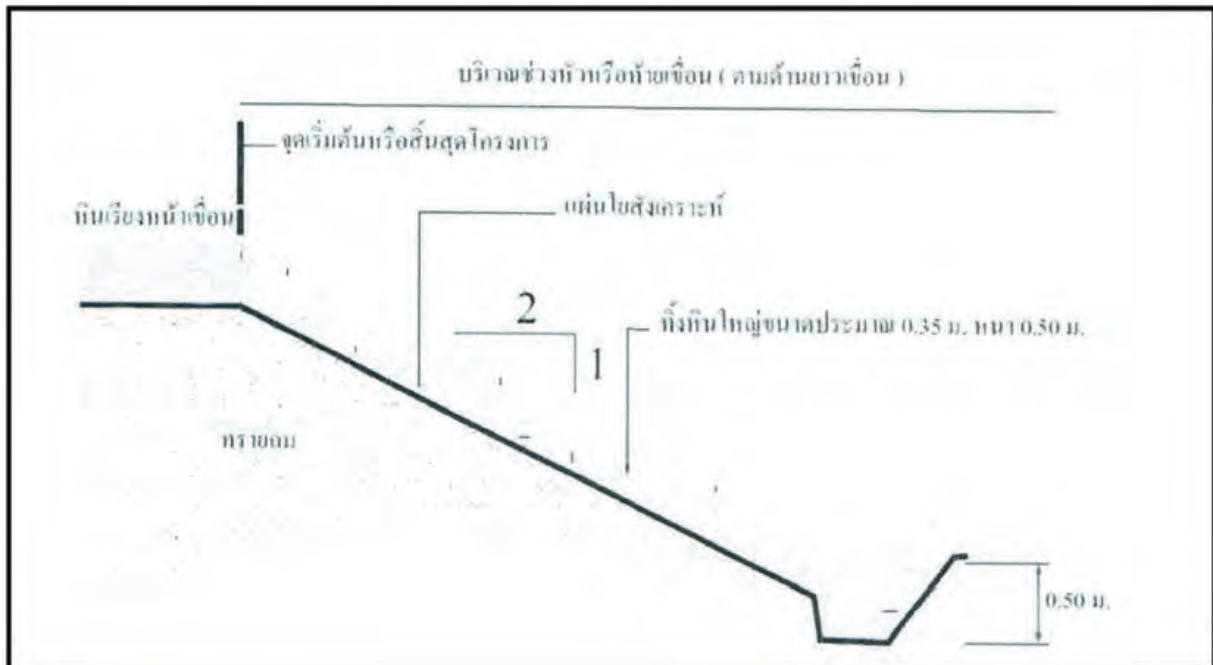 บริเวณช่วงหัวหรือท้ายเขื่อน ( ตามด้านยาวเขื่อน )
จุดเริ่มต้นหรือสิ้นสุดโครงการ
แผ่นใยสังเคราะห์
หินเรียงหน้าเขื่อน
2
ทิ้งหินใหญ่ขนาดประมาณ 0.35 ม. หนา 0.50 ม.
1
ทรายถม
0.50 ม.